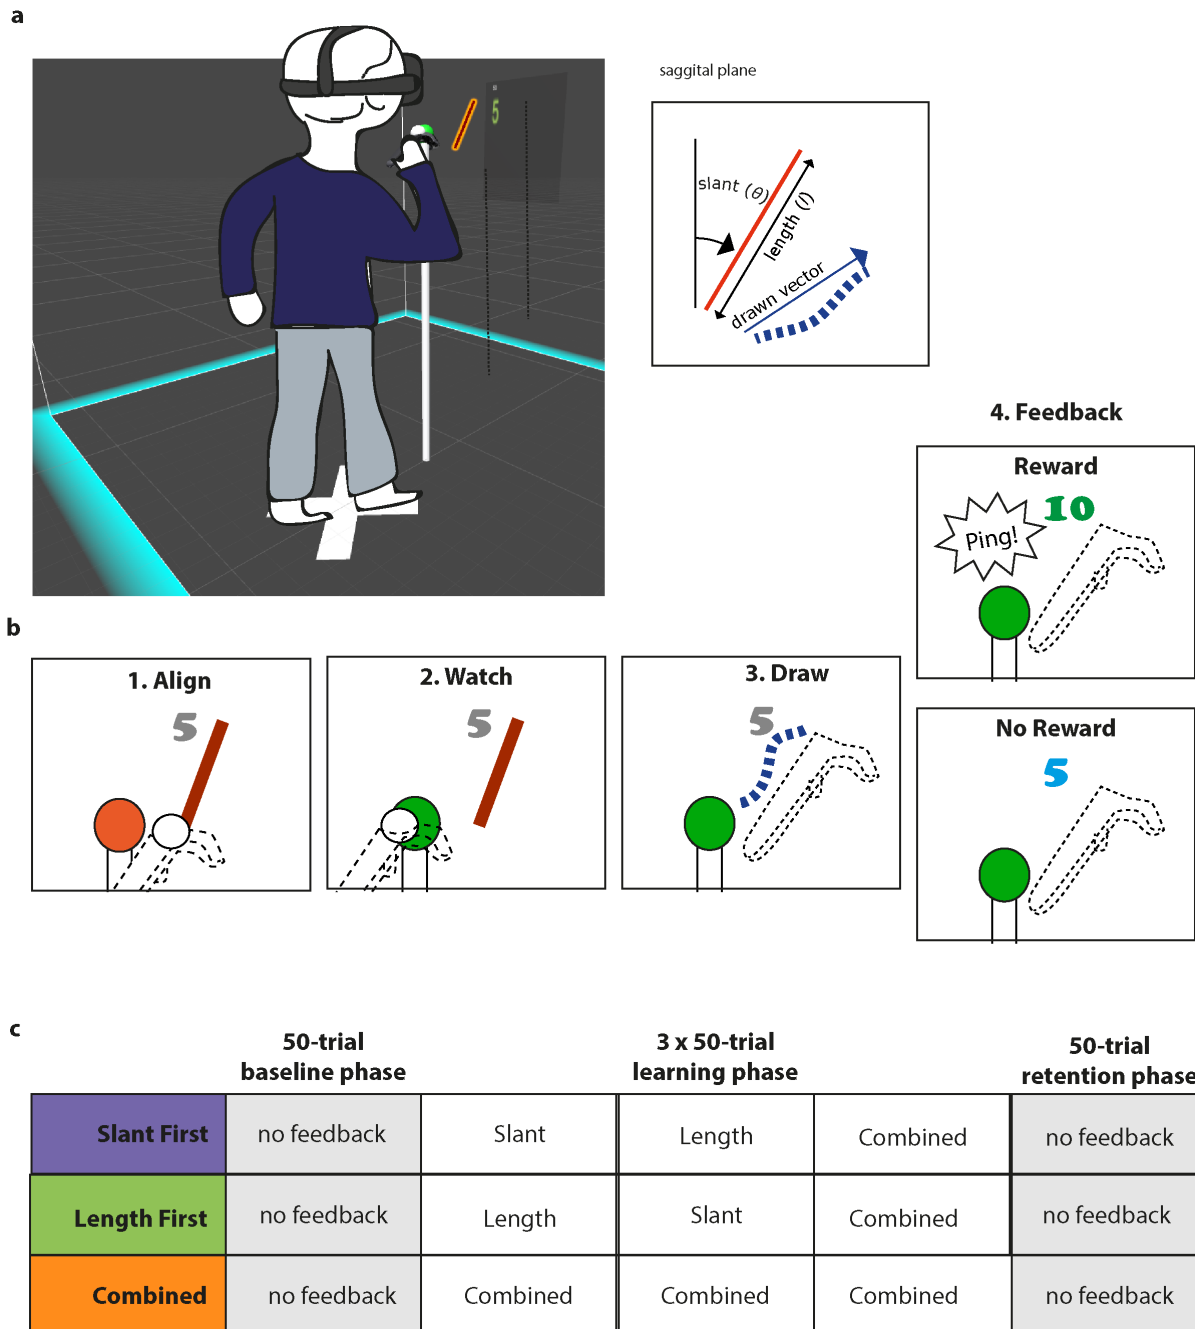 a
5
saggital plane
slant (θ)
length (l)
drawn vector
4. Feedback
Reward
10
Ping!
b
1. Align
5
2. Watch
5
3. Draw
5
No Reward
5
c
50-trial
baseline phase
3 x 50-trial
learning phase
50-trial
retention phase
Slant First
no feedback
Slant
Length
Combined
no feedback
Length First
no feedback
Length
Slant
Combined
no feedback
Combined
no feedback
Combined
Combined
Combined
no feedback